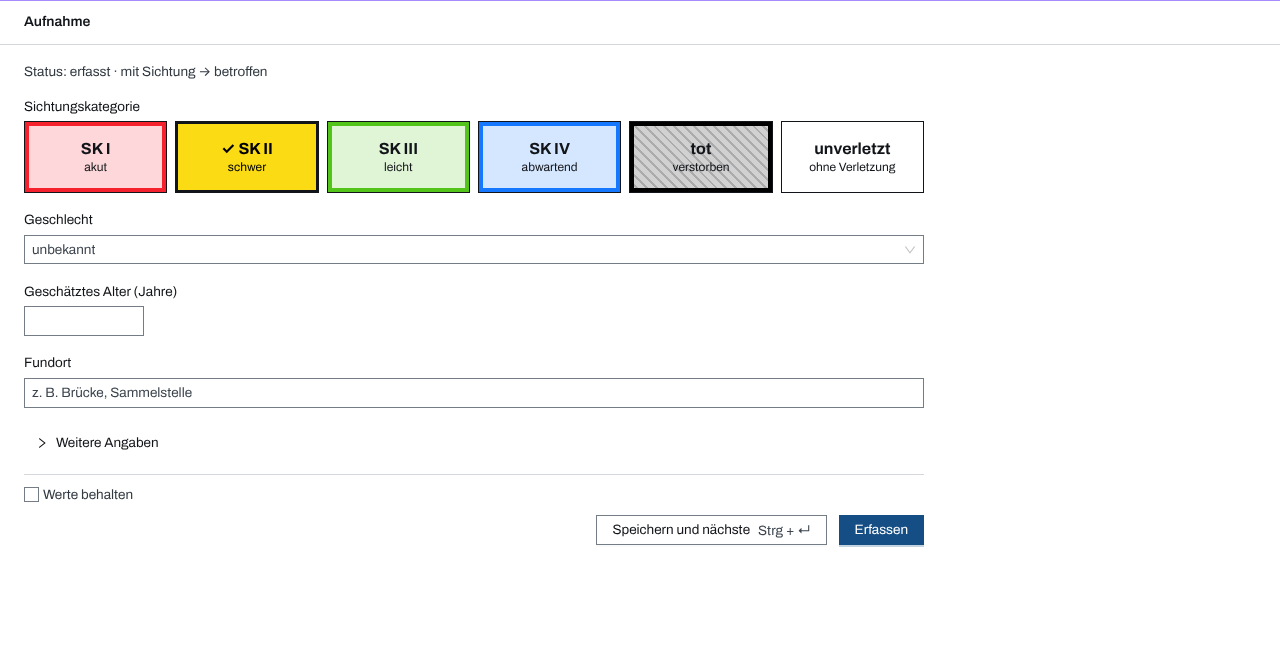 Aufnahme
Status: erfasst · mit Sichtung → betroffen
Sichtungskategorie
SK I
akut
✓ SK II
schwer
SK III
leicht
SK IV
abwartend
tot
verstorben
unverletzt
ohne Verletzung
Geschlecht
unbekannt
Geschätztes Alter (Jahre)
Fundort
z. B. Brücke, Sammelstelle
Weitere Angaben
Werte behalten
Speichern und nächste Strg + ↵
Erfassen